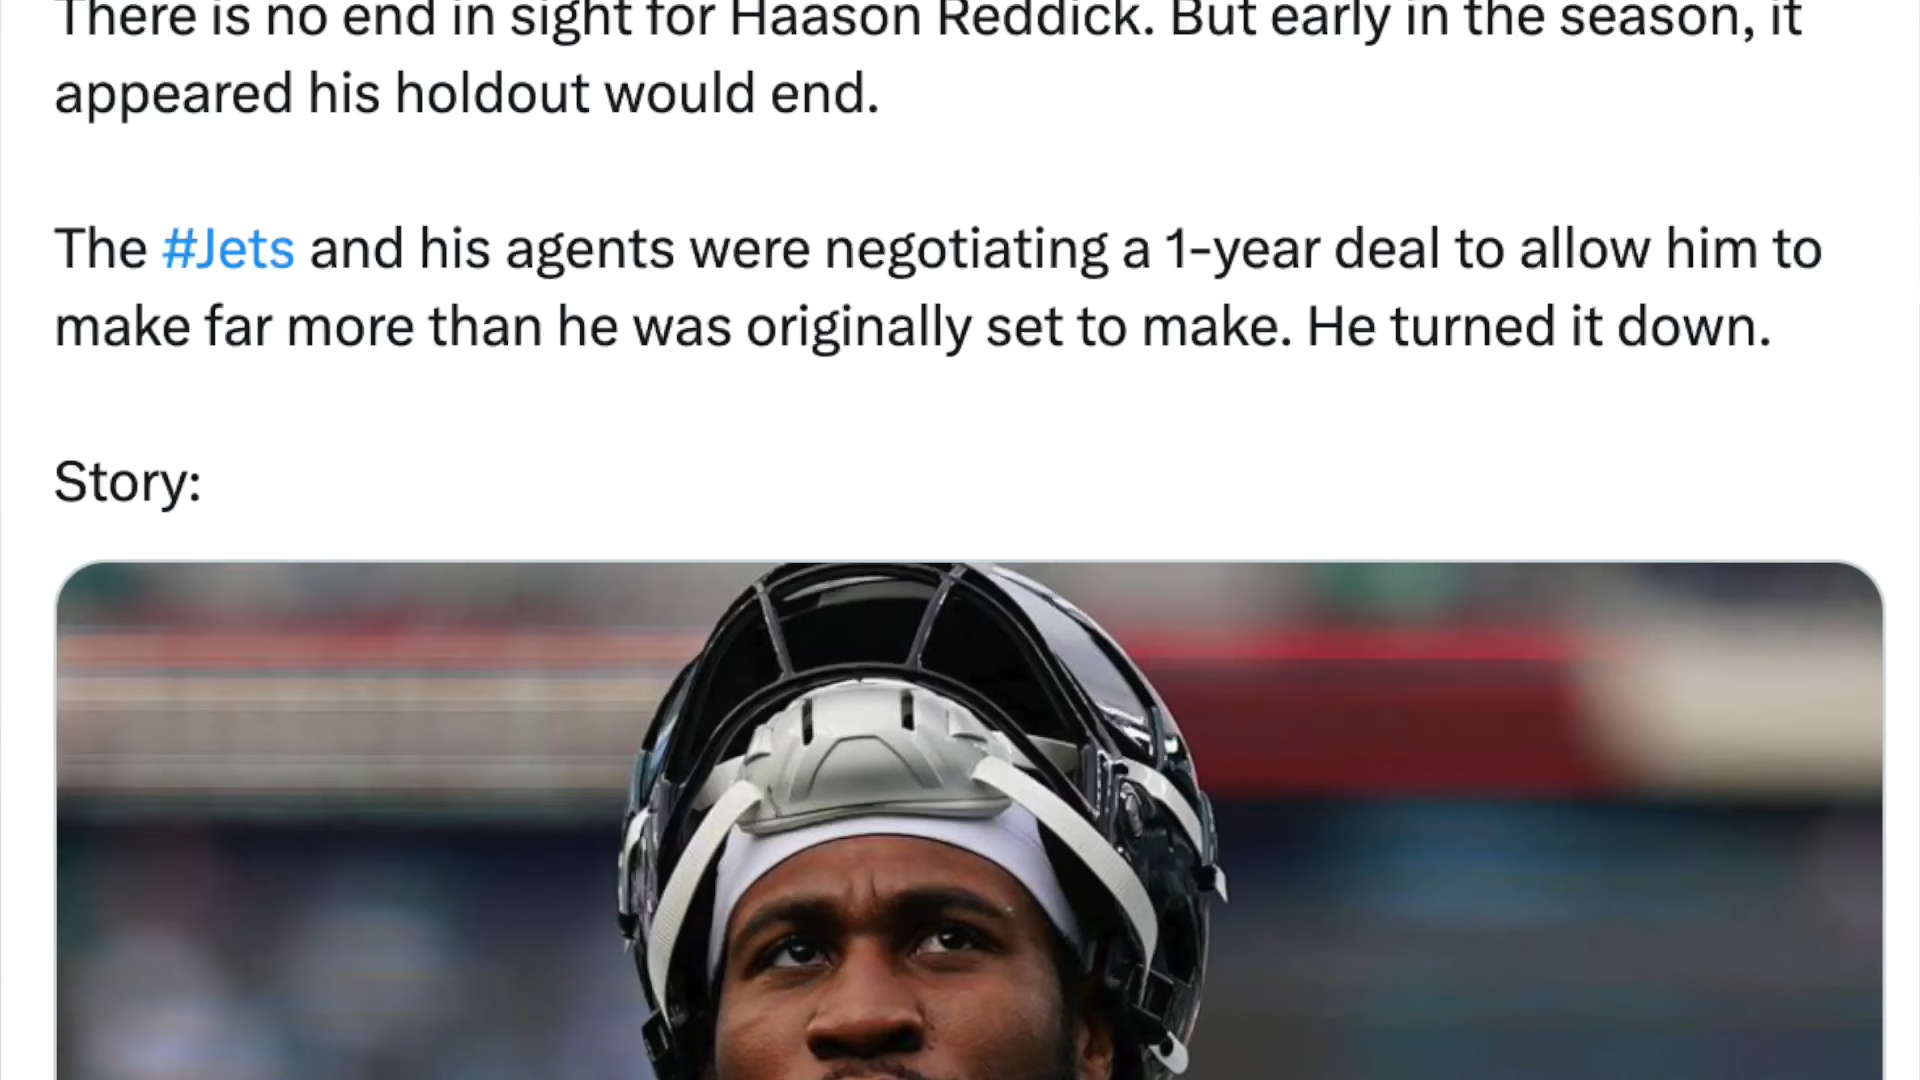 There is no end in sight for Haason Reddick. But early in the season, it
appeared his holdout would end.
The #Jets and his agents were negotiating a 1-year deal to allow him to
make far more than he was originally set to make. He turned it down.
Story: